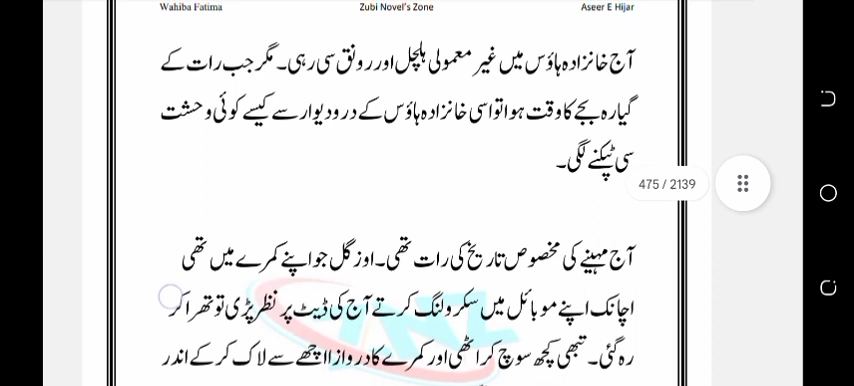 Wahiba Fatima Zubi Novel's Zone Aseer E Hijar
آج خانزادہ ہاؤس میں غیر معمولی ہلچل اور رونق سی رہی۔ مگر جب رات کے
گیارہ بجے کا وقت ہوا تو اسی خانزادہ ہاؤس کے در و دیوار سے کیسے کوئی وحشت
سی ٹپکنے لگی۔
475 / 2139
آج مہینے کی مخصوص تاریخ کی رات تھی۔ اوز گل جو اپنے کمرے میں تھی
اچانک اپنے موبائل میں سکرولنگ کرتے آج کی ڈیٹ پر نظر پڑی تو تھرا کر
رہ گئی۔ تبھی کچھ سوچ کر اٹھی اور کمرے کا دروازا اچھے سے لاک کر کے اندر